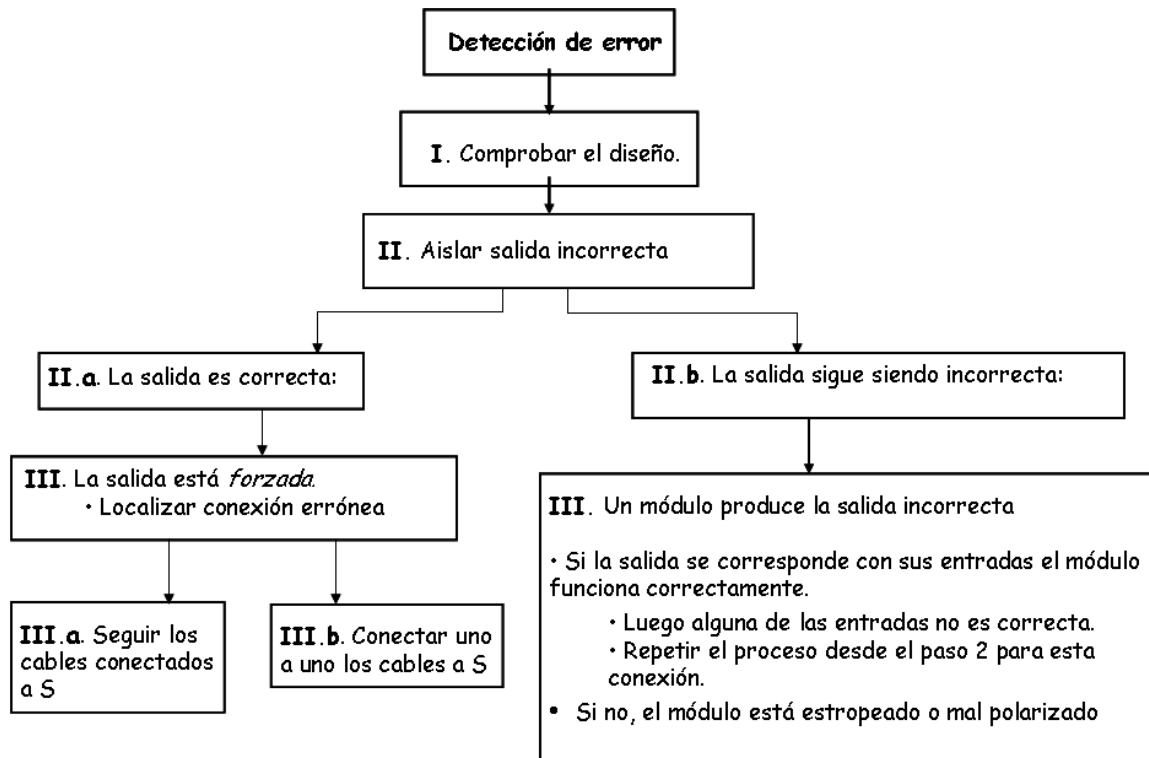 Detección de error
I. Comprobar el diseño.
II. Aislar salida incorrecta
II.a. La salida es correcta:
II.b. La salida sigue siendo incorrecta:
III. La salida está forzada.
• Localizar conexión errónea
III.a. Seguir los
cables conectados
a S
III.b. Conectar uno
a uno los cables a S
III. Un módulo produce la salida incorrecta
• Si la salida se corresponde con sus entradas el módulo
funciona correctamente.
• Luego alguna de las entradas no es correcta.
• Repetir el proceso desde el paso 2 para esta
conexión.
• Si no, el módulo está estropeado o mal polarizado